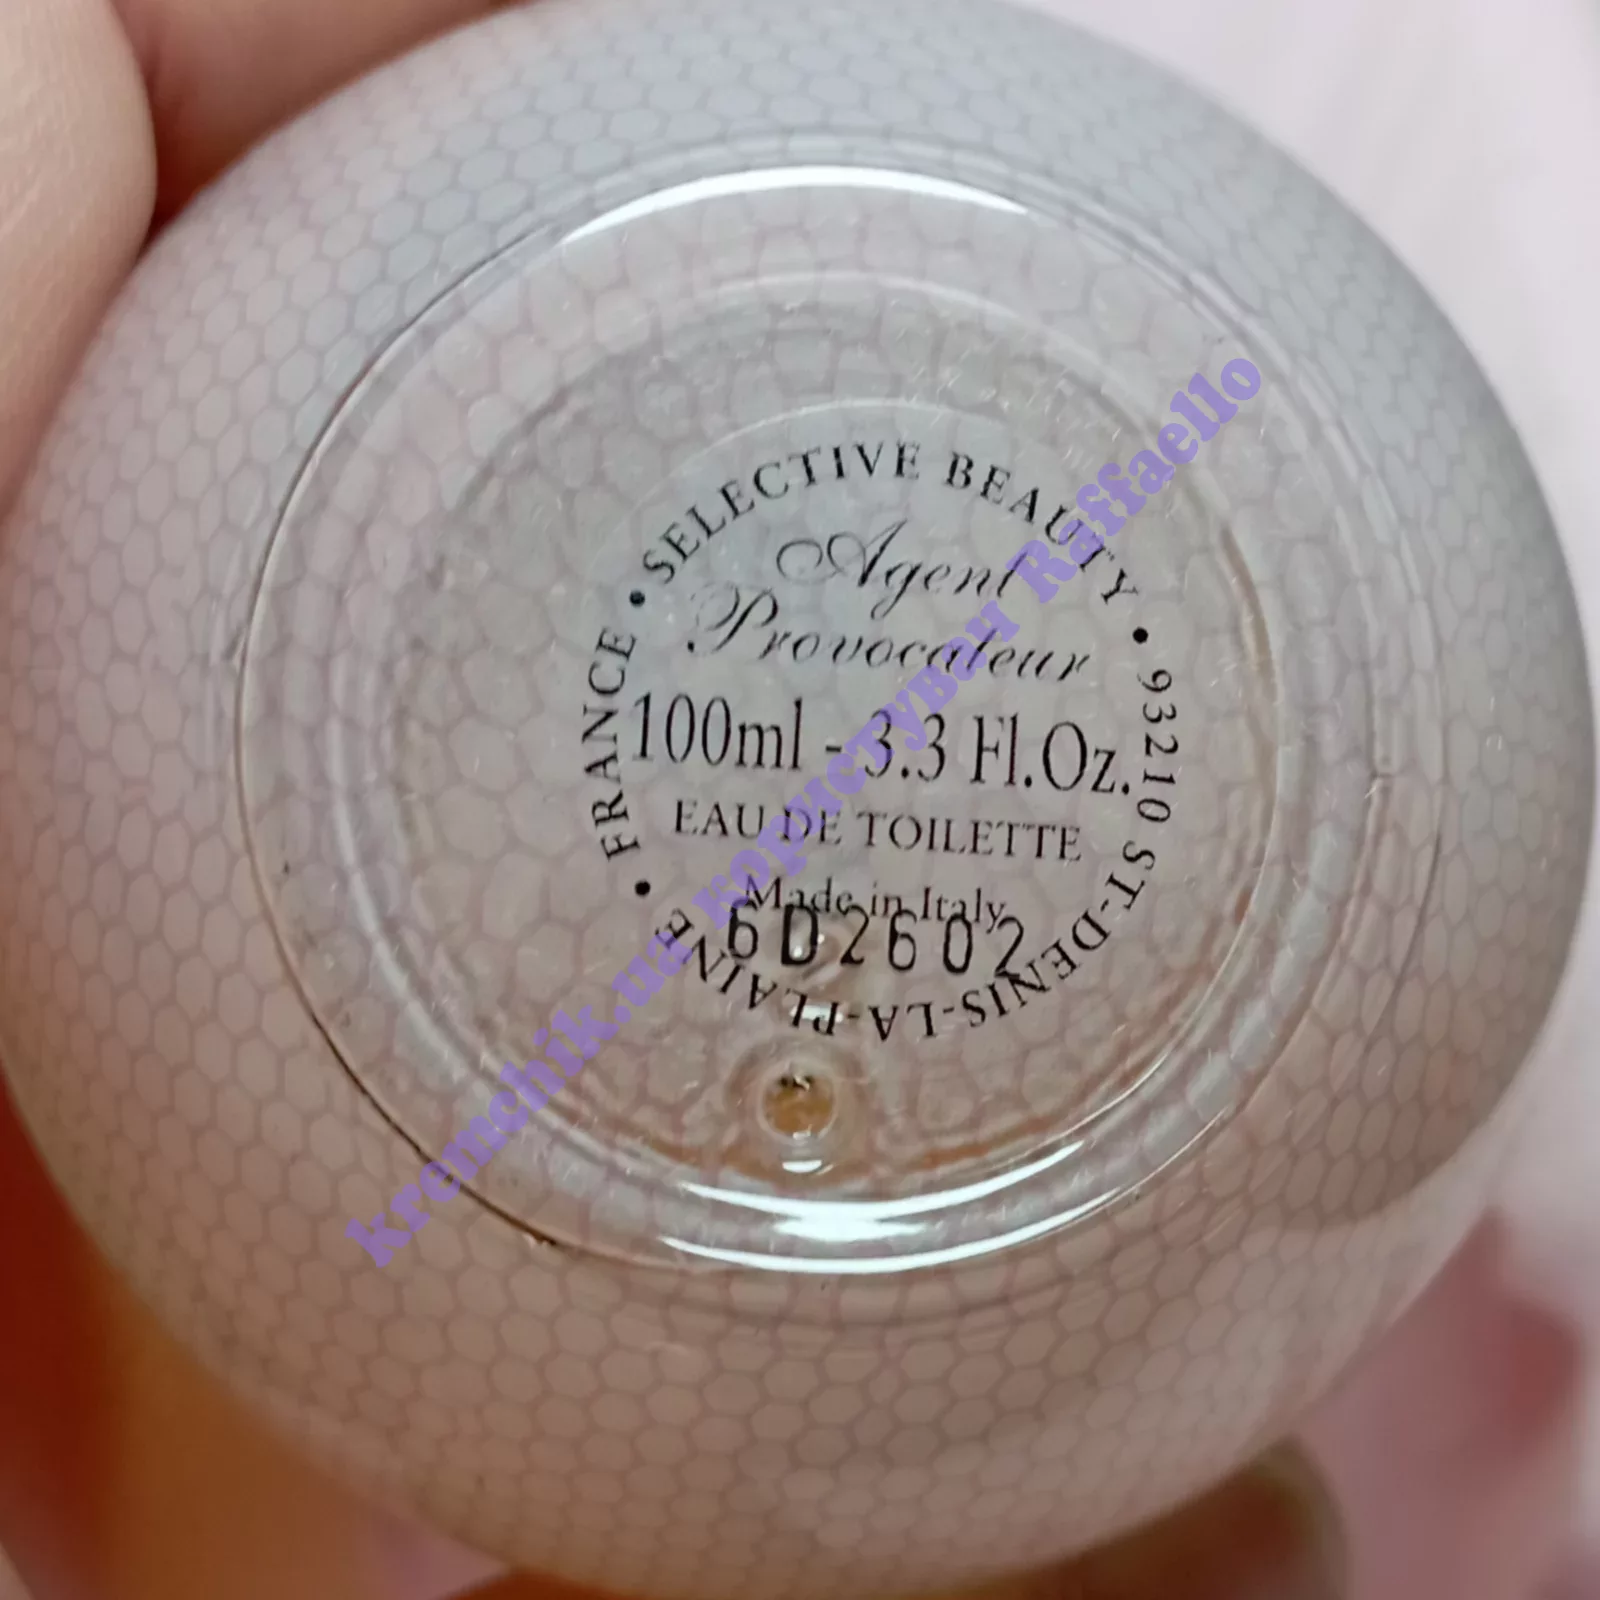 SELECTIVE BEAUTY • 93210 ST-DENIS-LA-PLAINE • FRANCE •
Agent
Provocateur
100ml - 3.3 Fl.Oz.
EAU DE TOILETTE
Made in Italy
6D2602
kremchik.ua користувач Raffaello